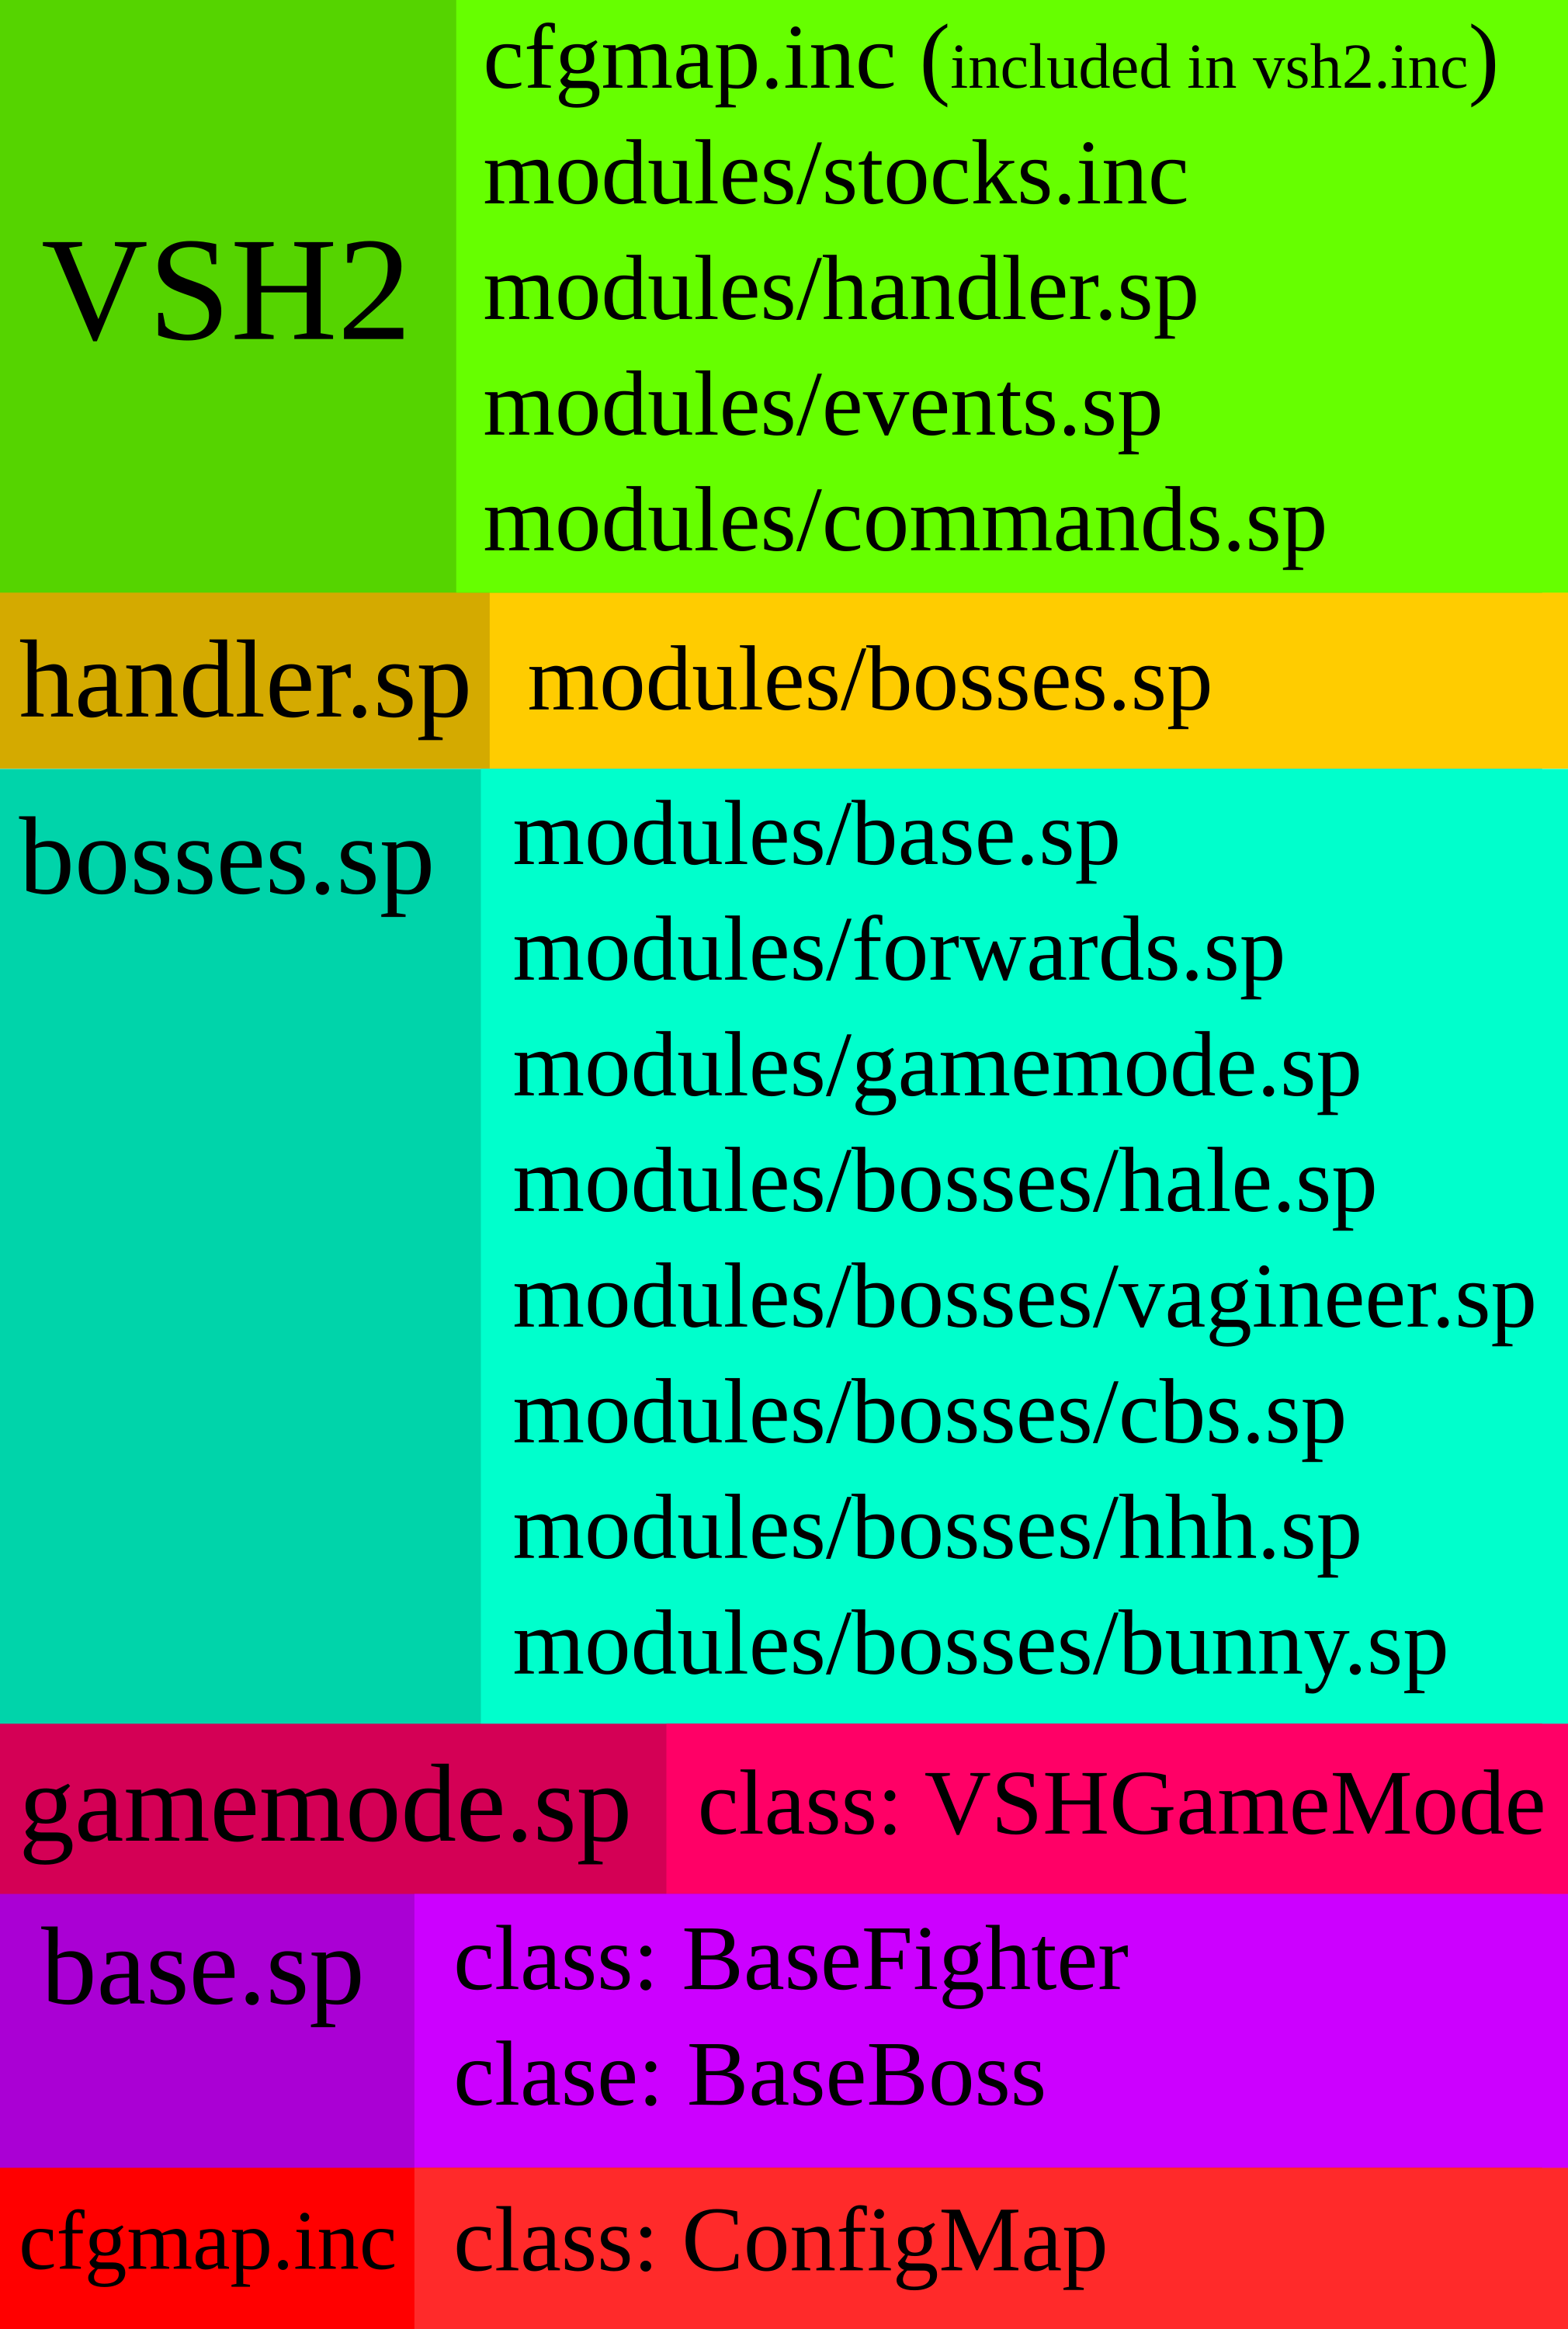 VSH2
cfgmap.inc (included in vsh2.inc)
modules/stocks.inc
modules/handler.sp
modules/events.sp
modules/commands.sp
handler.sp
modules/bosses.sp
bosses.sp
modules/base.sp
modules/forwards.sp
modules/gamemode.sp
modules/bosses/hale.sp
modules/bosses/vagineer.sp
modules/bosses/cbs.sp
modules/bosses/hhh.sp
modules/bosses/bunny.sp
gamemode.sp
class: VSHGameMode
base.sp
class: BaseFighter
clase: BaseBoss
cfgmap.inc
class: ConfigMap